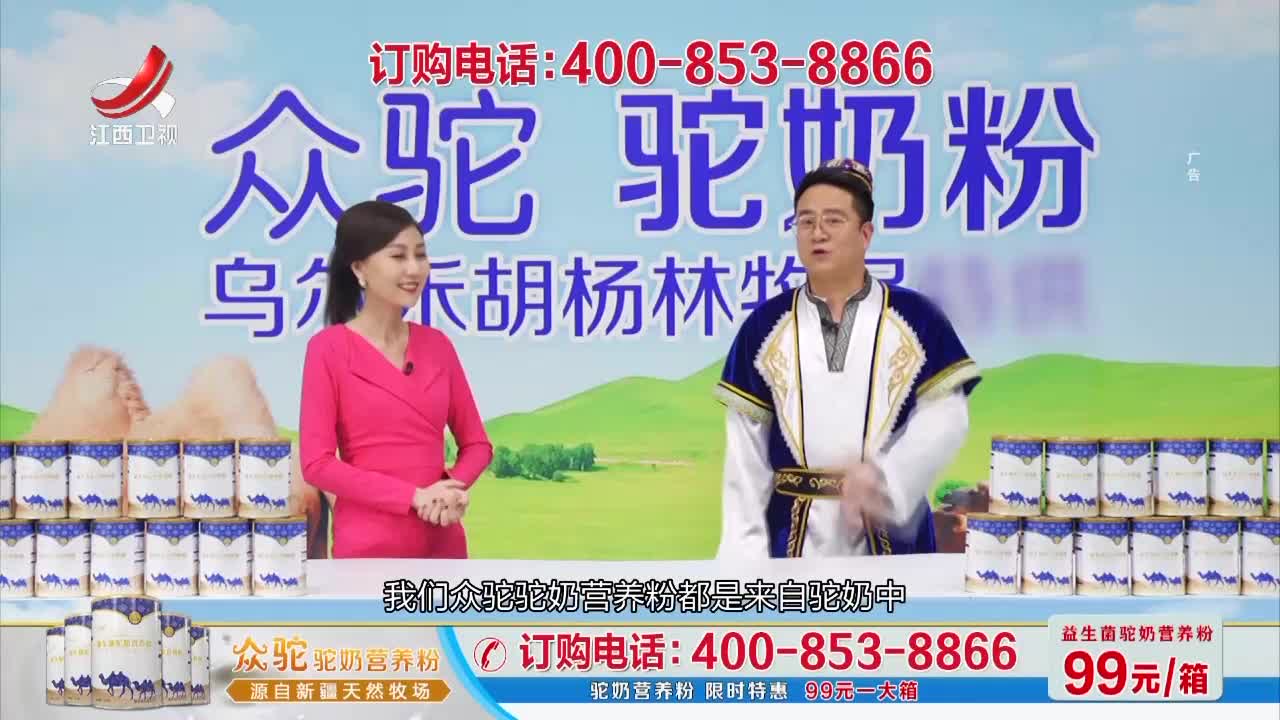 订购电话:400-853-8866
江西卫视
众驼 驼奶粉
广告
乌尔禾胡杨林牧场
我们众驼驼奶营养粉都是来自驼奶中
众驼驼奶营养粉
源自新疆天然牧场
订购电话:400-853-8866
驼奶营养粉 限时特惠 99元一大箱
益生菌驼奶营养粉
99元/箱